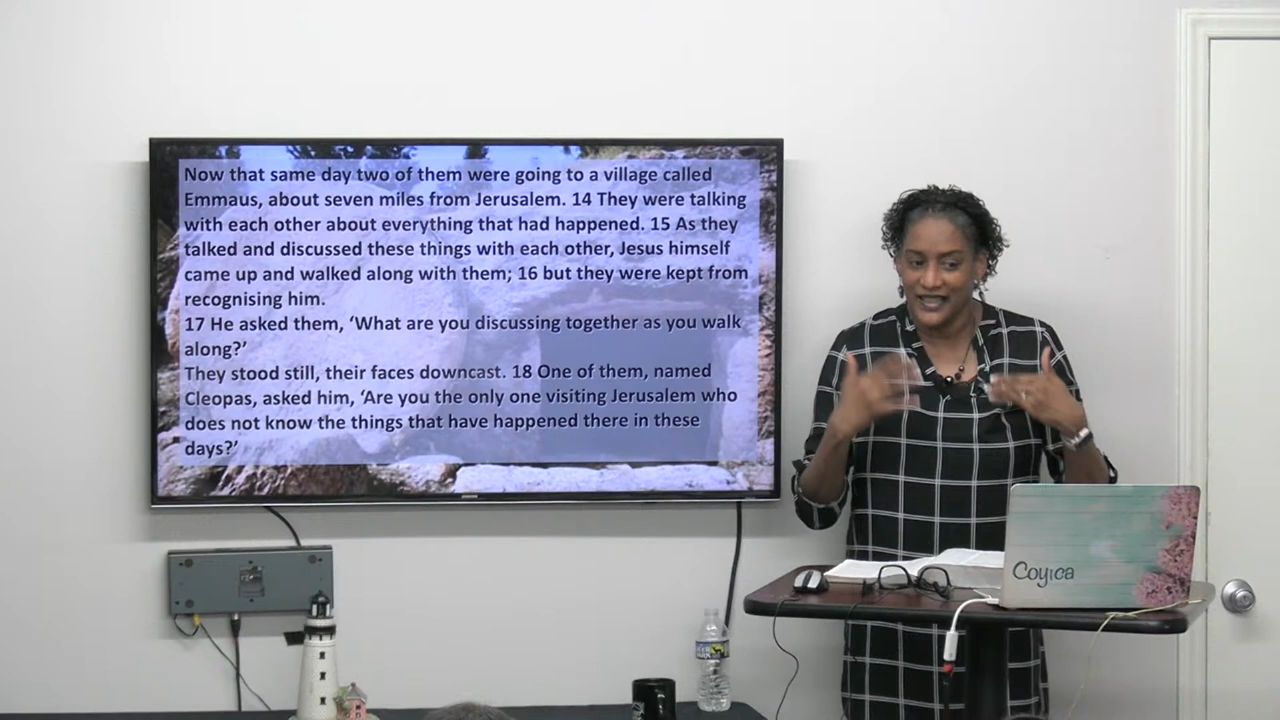 Now that same day two of them were going to a village called
Emmaus, about seven miles from Jerusalem. 14 They were talking
with each other about everything that had happened. 15 As they
talked and discussed these things with each other, Jesus himself
came up and walked along with them; 16 but they were kept from
recognising him.
17 He asked them, ‘What are you discussing together as you walk
along?’
They stood still, their faces downcast. 18 One of them, named
Cleopas, asked him, ‘Are you the only one visiting Jerusalem who
does not know the things that have happened there in these
days?’
Coyica